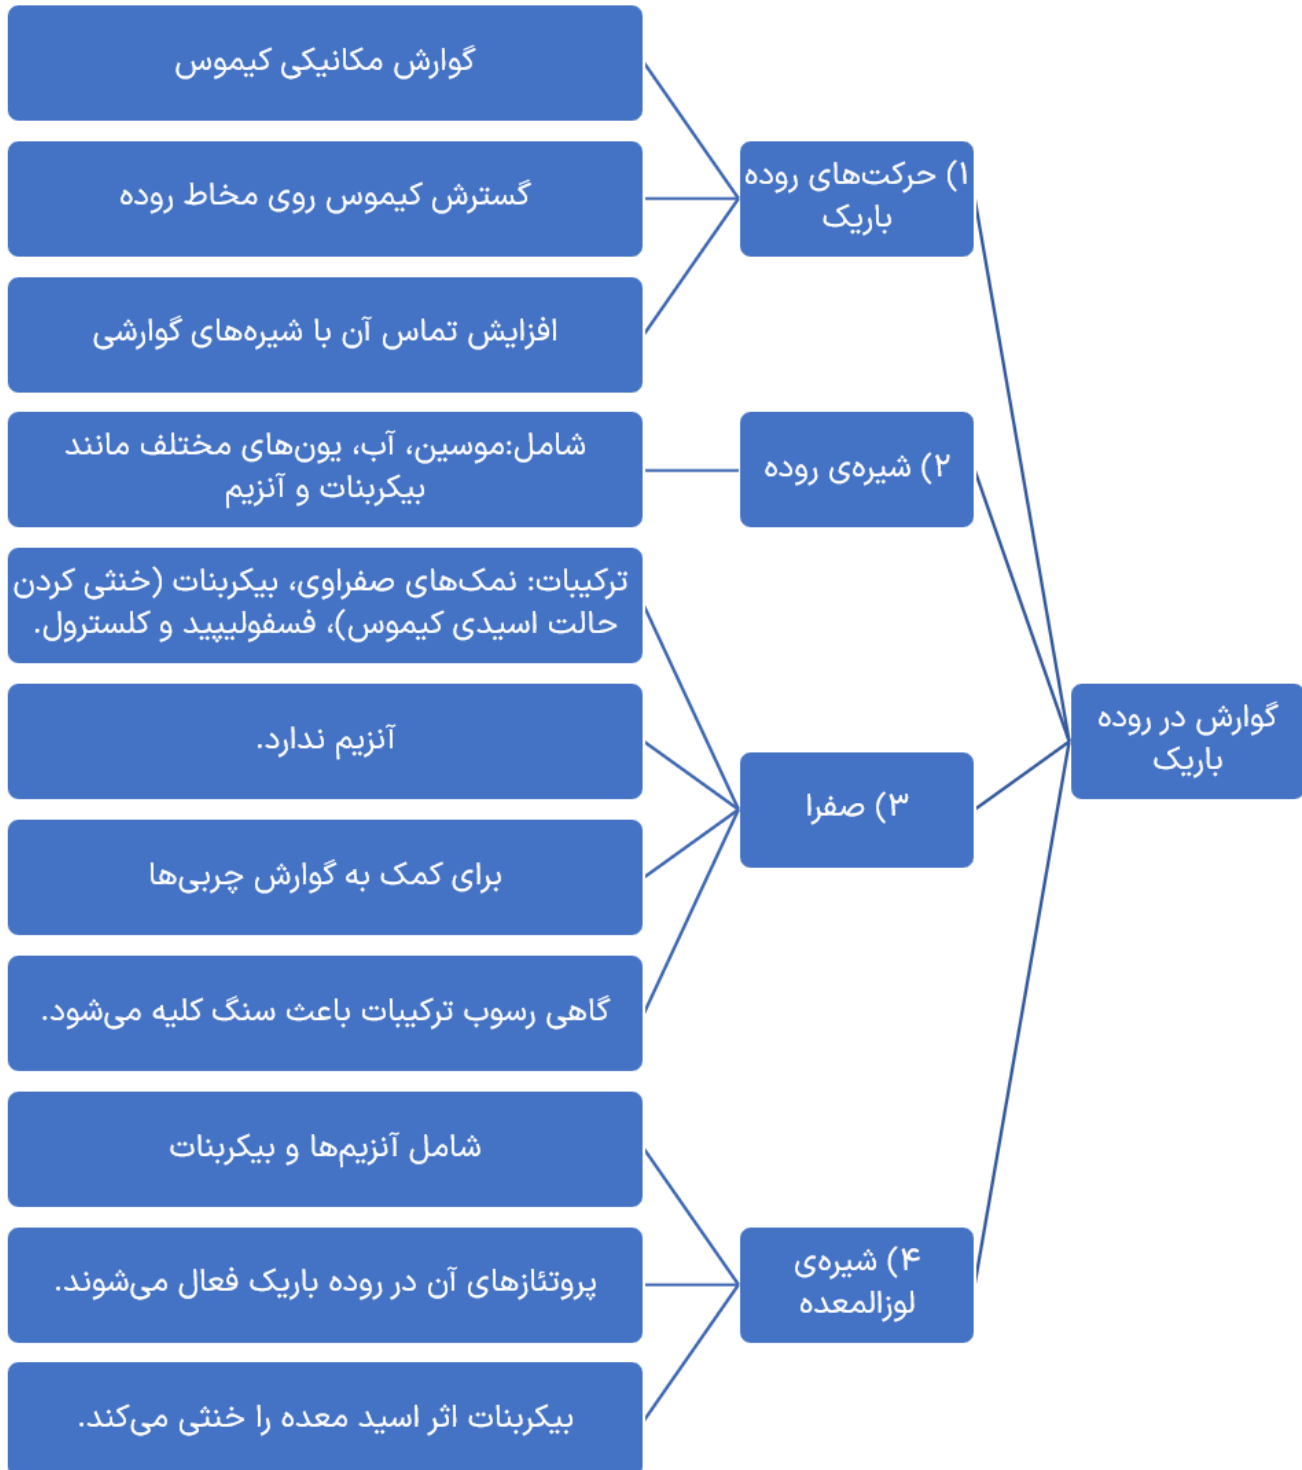 گوارش در روده
باریک
۱) حرکت‌های روده
باریک
گوارش مکانیکی کیموس
گسترش کیموس روی مخاط روده
افزایش تماس آن با شیره‌های گوارشی
۲) شیره‌ی روده
شامل:موسین، آب، یون‌های مختلف مانند
بیکربنات و آنزیم
۳) صفرا
ترکیبات: نمک‌های صفراوی، بیکربنات (خنثی کردن
حالت اسیدی کیموس)، فسفولیپید و کلسترول.
آنزیم ندارد.
برای کمک به گوارش چربی‌ها
گاهی رسوب ترکیبات باعث سنگ کلیه می‌شود.
۴) شیره‌ی
لوزالمعده
شامل آنزیم‌ها و بیکربنات
پروتئازهای آن در روده باریک فعال می‌شوند.
بیکربنات اثر اسید معده را خنثی می‌کند.